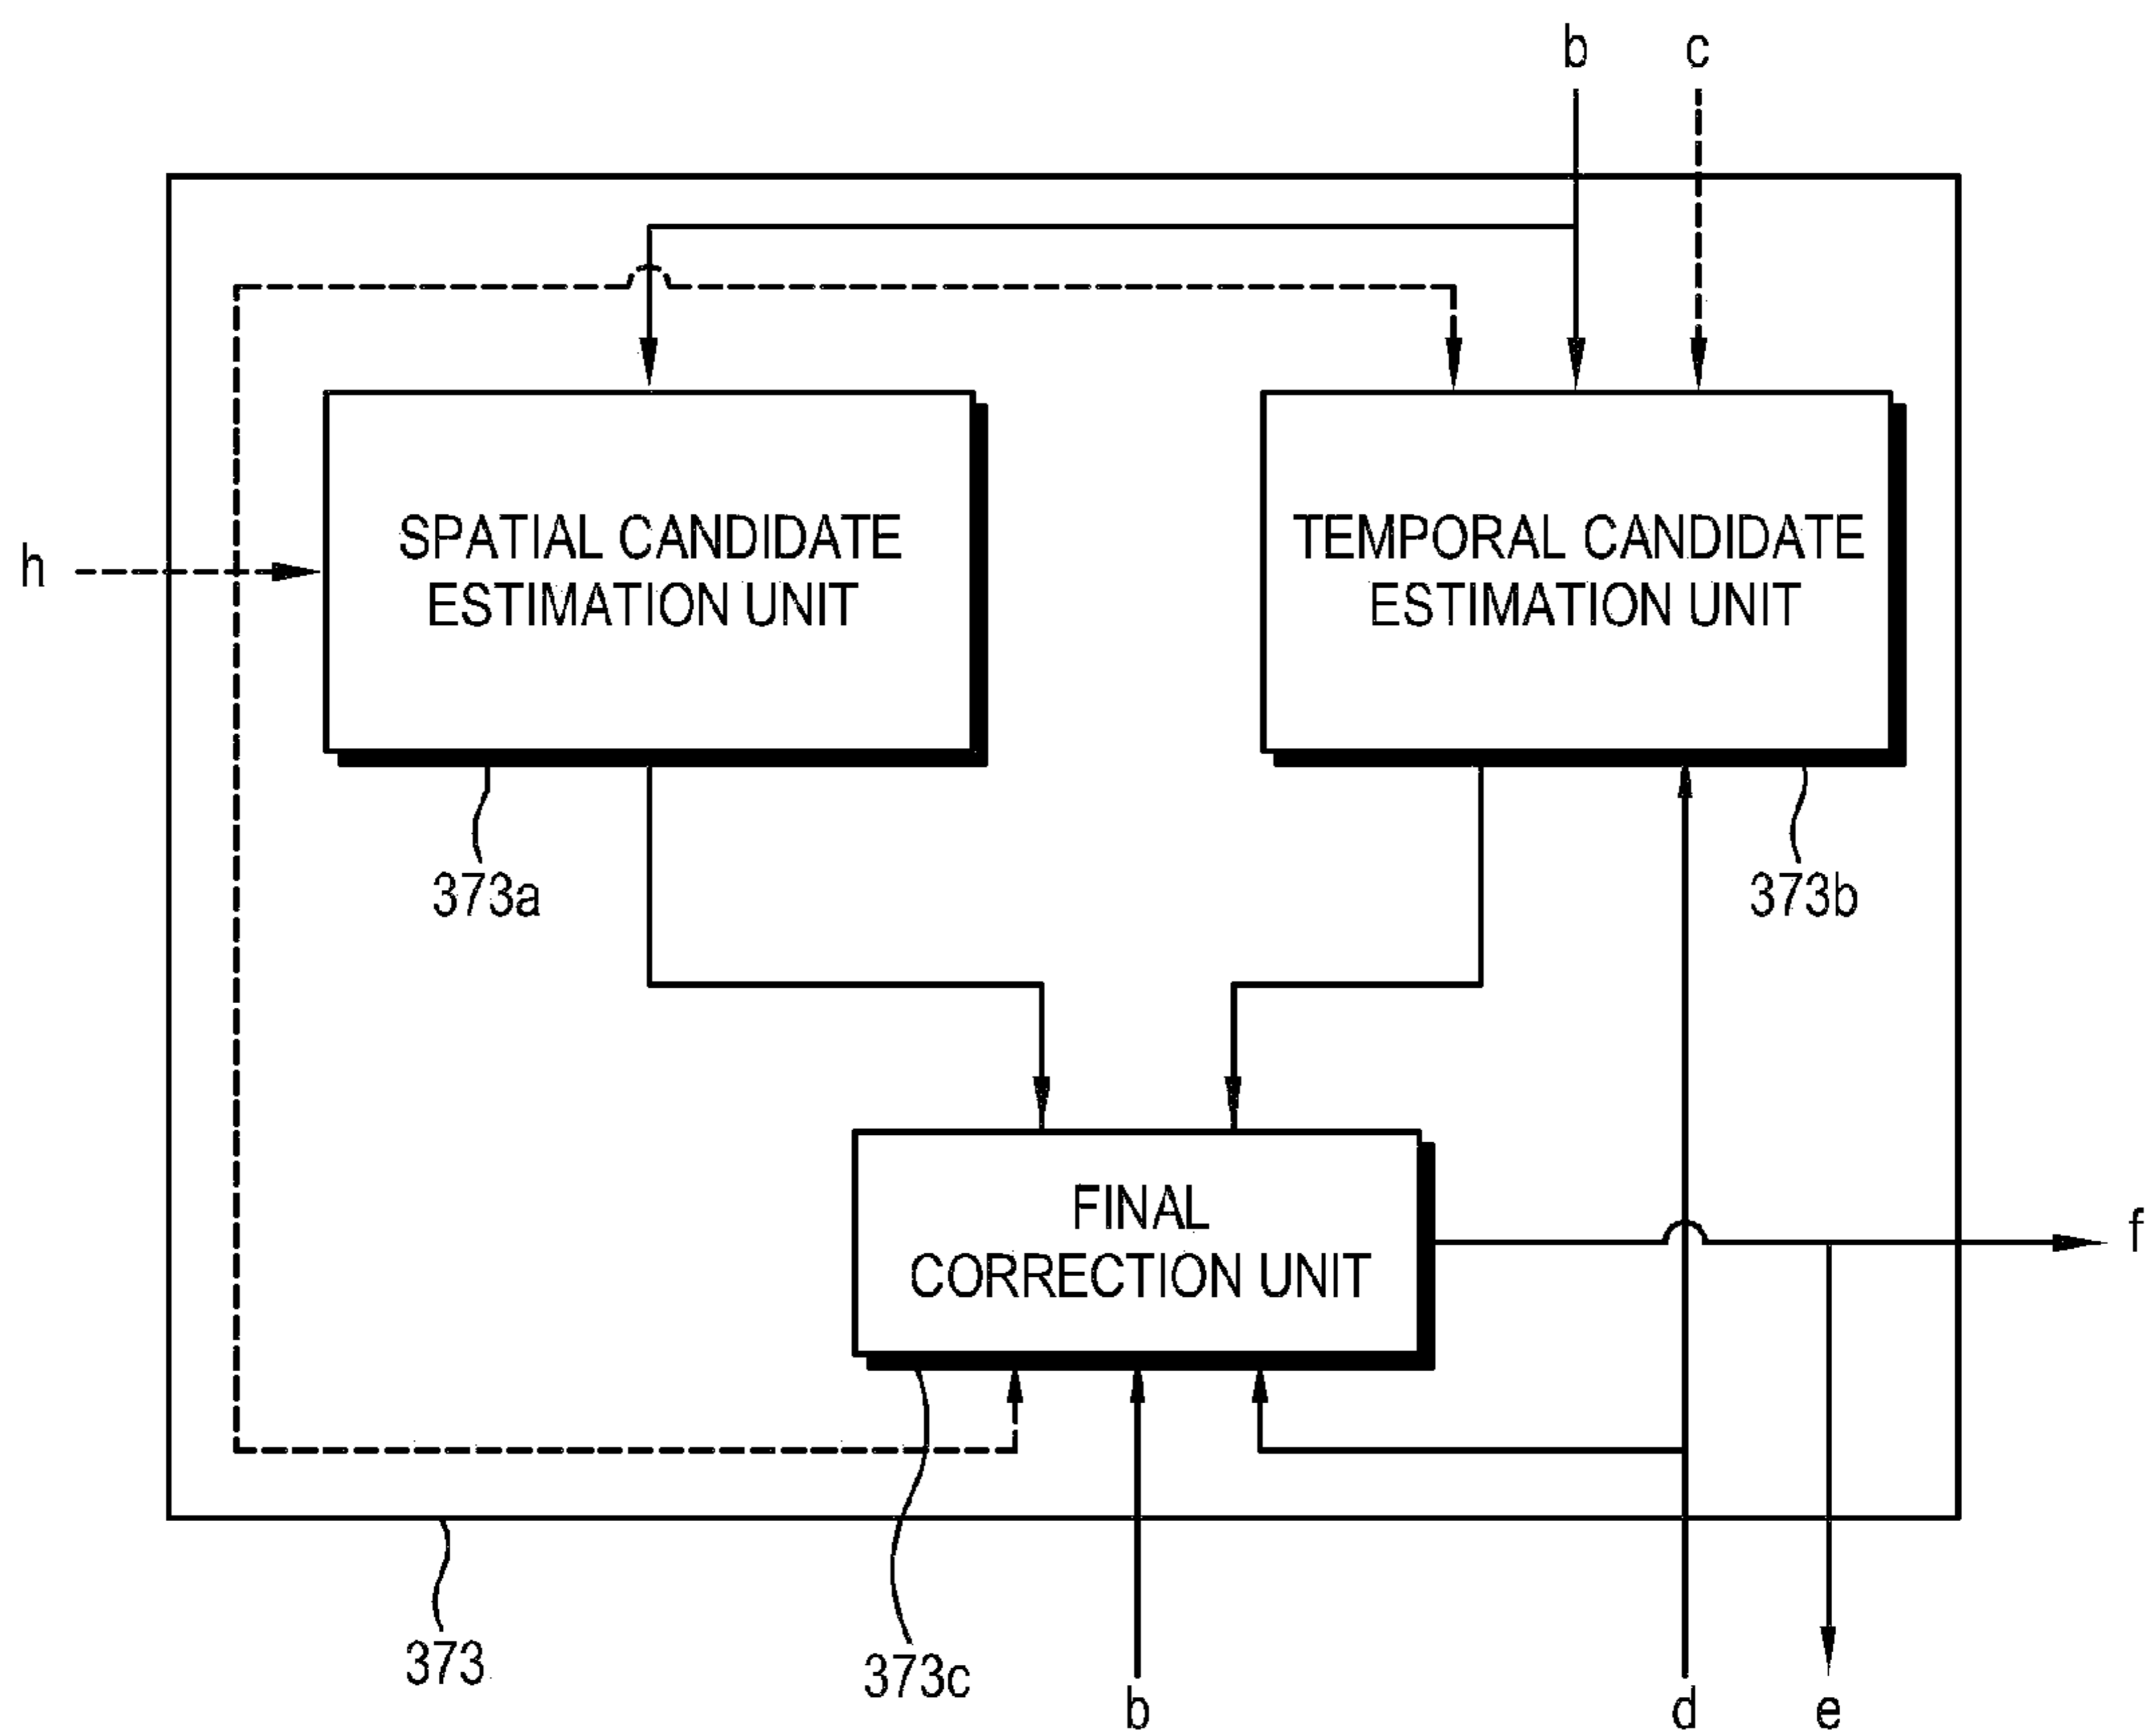 b
c
SPATIAL CANDIDATE
ESTIMATION UNIT
TEMPORAL CANDIDATE
ESTIMATION UNIT
h
373a
373b
FINAL
CORRECTION UNIT
f
373
373c
b
d
e